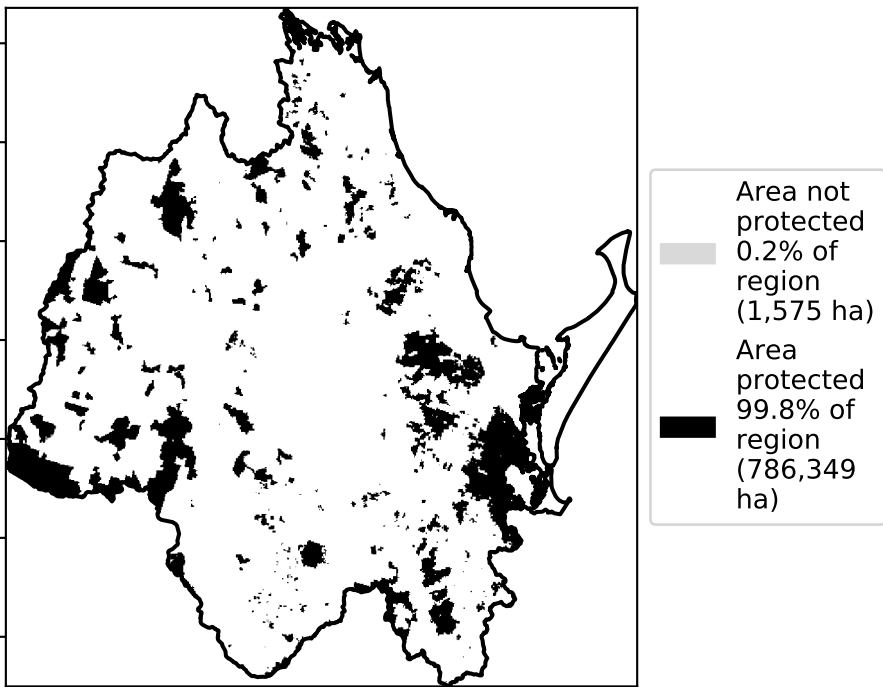 Area not
protected
0.2% of
region
(1,575 ha)
Area
protected
99.8% of
region
(786,349
ha)